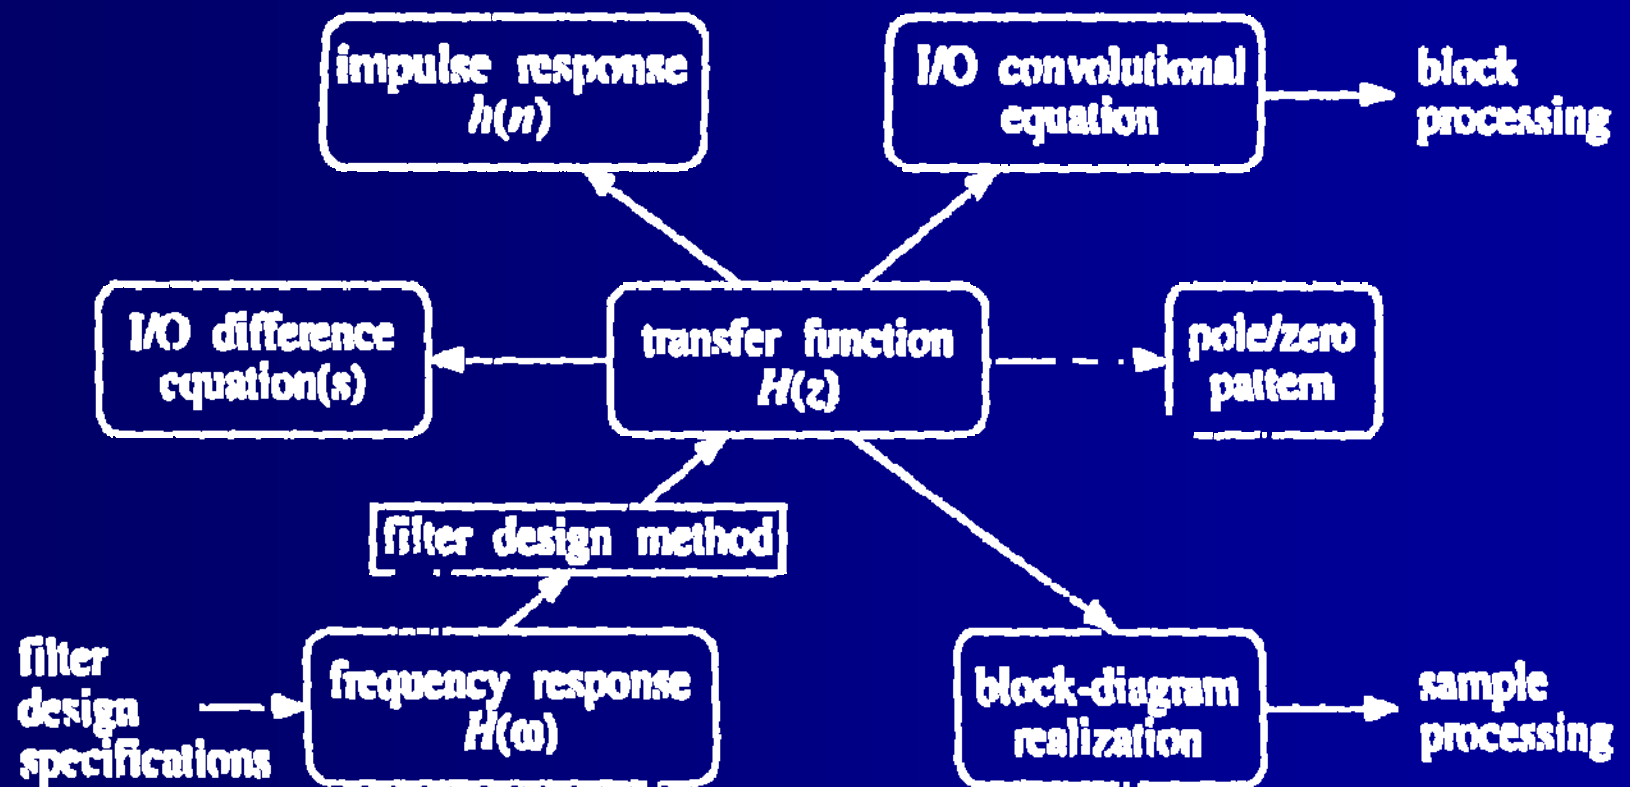 impulse response
h(n)
I/O convolutional
equation
block
processing
I/O difference
equation(s)
transfer function
H(z)
pole/zero
pattern
filter design method
filter
design
specifications
frequency response
H(ω)
block-diagram
realization
sample
processing